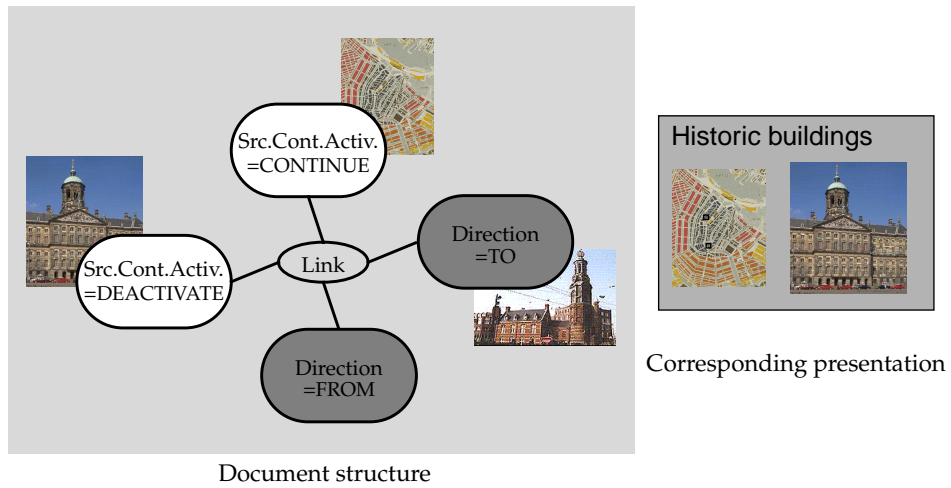 Src.Cont.Activ.
=CONTINUE
Src.Cont.Activ.
=DEACTIVATE
Link
Direction
=TO
Direction
=FROM
Document structure
Historic buildings
Corresponding presentation